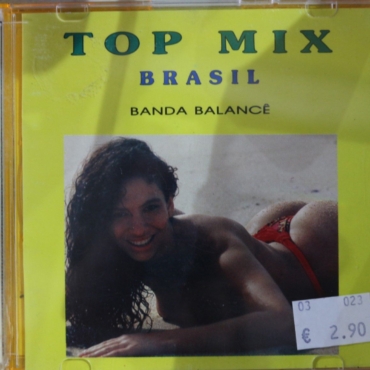 TOP MIX
BRASIL
BANDA BALANCÊ
03 023
€ 2.90